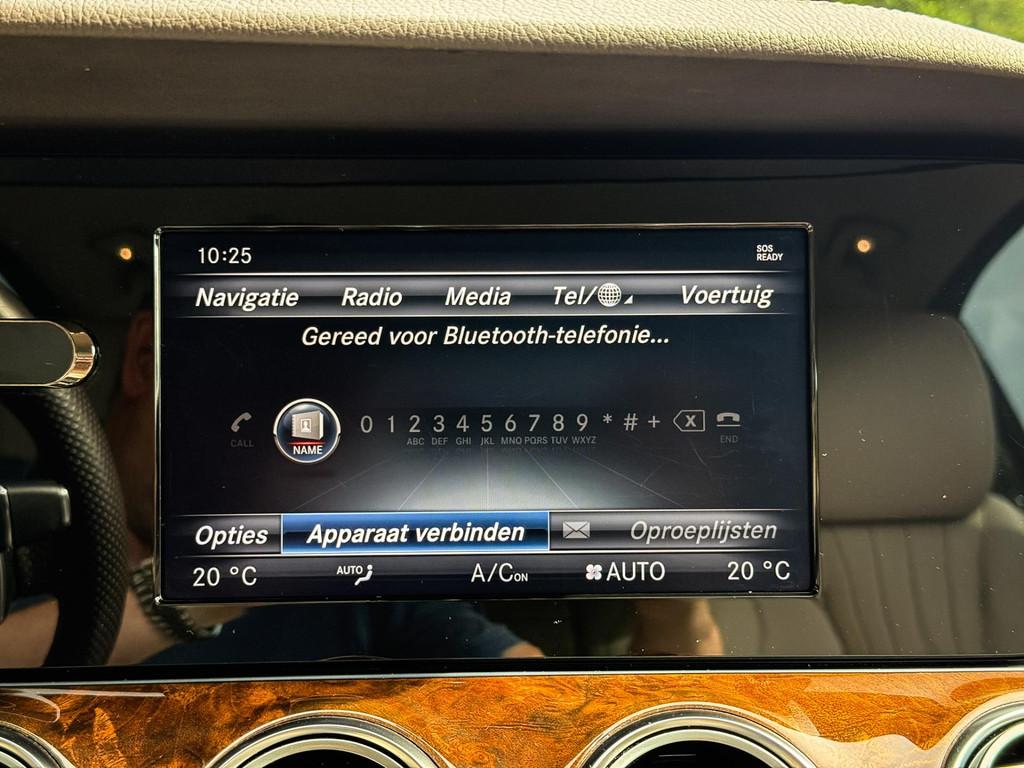 10:25
SOS
READY
Navigatie Radio Media Tel/ Voertuig
Gereed voor Bluetooth-telefonie...
CALL NAME 0 1 2 3 4 5 6 7 8 9 * # + X END
ABC DEF GHI JKL MNO PQRS TUV WXYZ
Opties Apparaat verbinden Oproeplijsten
20 °C AUTO A/C ON AUTO 20 °C